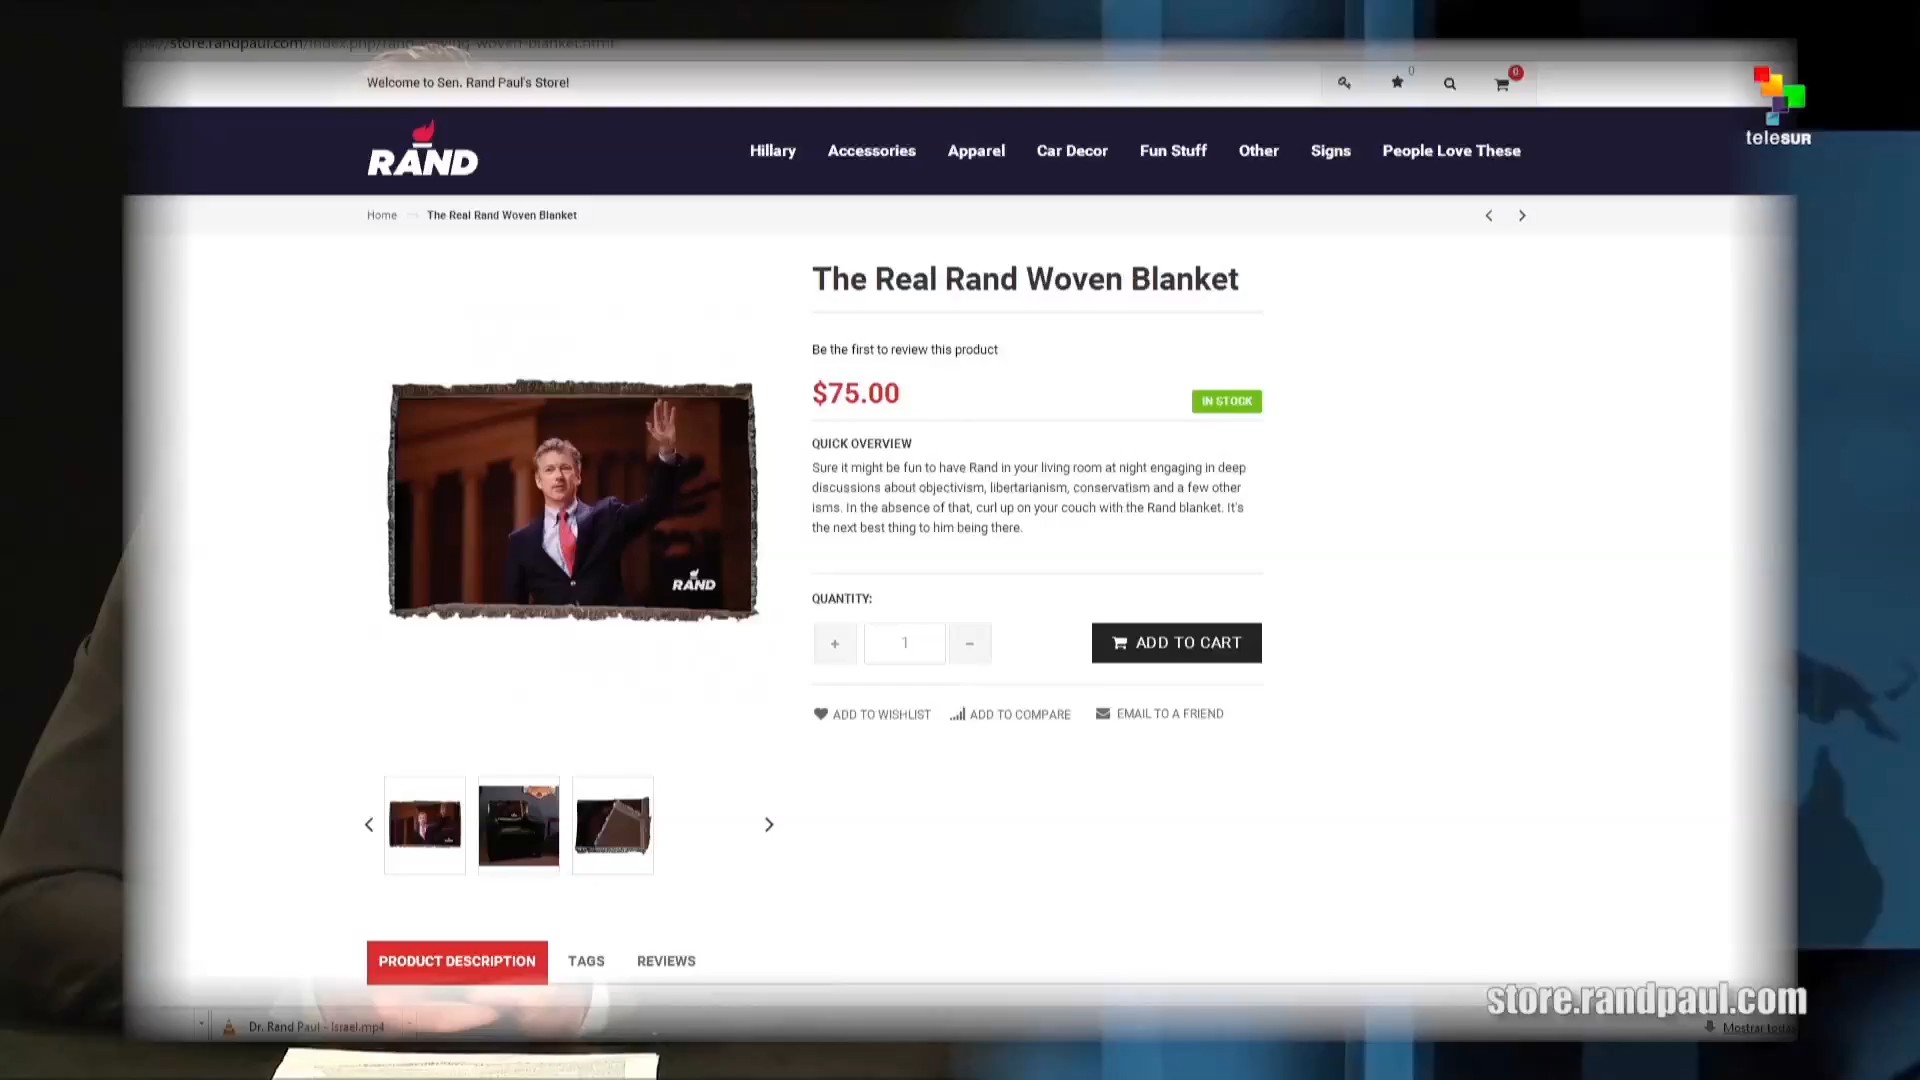 Welcome to Sen. Rand Paul's Store!
0
0
teleSUR
RAND
Hillary
Accessories
Apparel
Car Decor
Fun Stuff
Other
Signs
People Love These
Home
The Real Rand Woven Blanket
The Real Rand Woven Blanket
Be the first to review this product
$75.00
IN STOCK
QUICK OVERVIEW
Sure it might be fun to have Rand in your living room at night engaging in deep
discussions about objectivism, libertarianism, conservatism and a few other
isms. In the absence of that, curl up on your couch with the Rand blanket. It's
the next best thing to him being there.
RAND
QUANTITY:
+
1
−
ADD TO CART
ADD TO WISHLIST
ADD TO COMPARE
EMAIL TO A FRIEND
PRODUCT DESCRIPTION
TAGS
REVIEWS
store.randpaul.com
Dr. Rand Paul - Israel.mp4
Mostrar